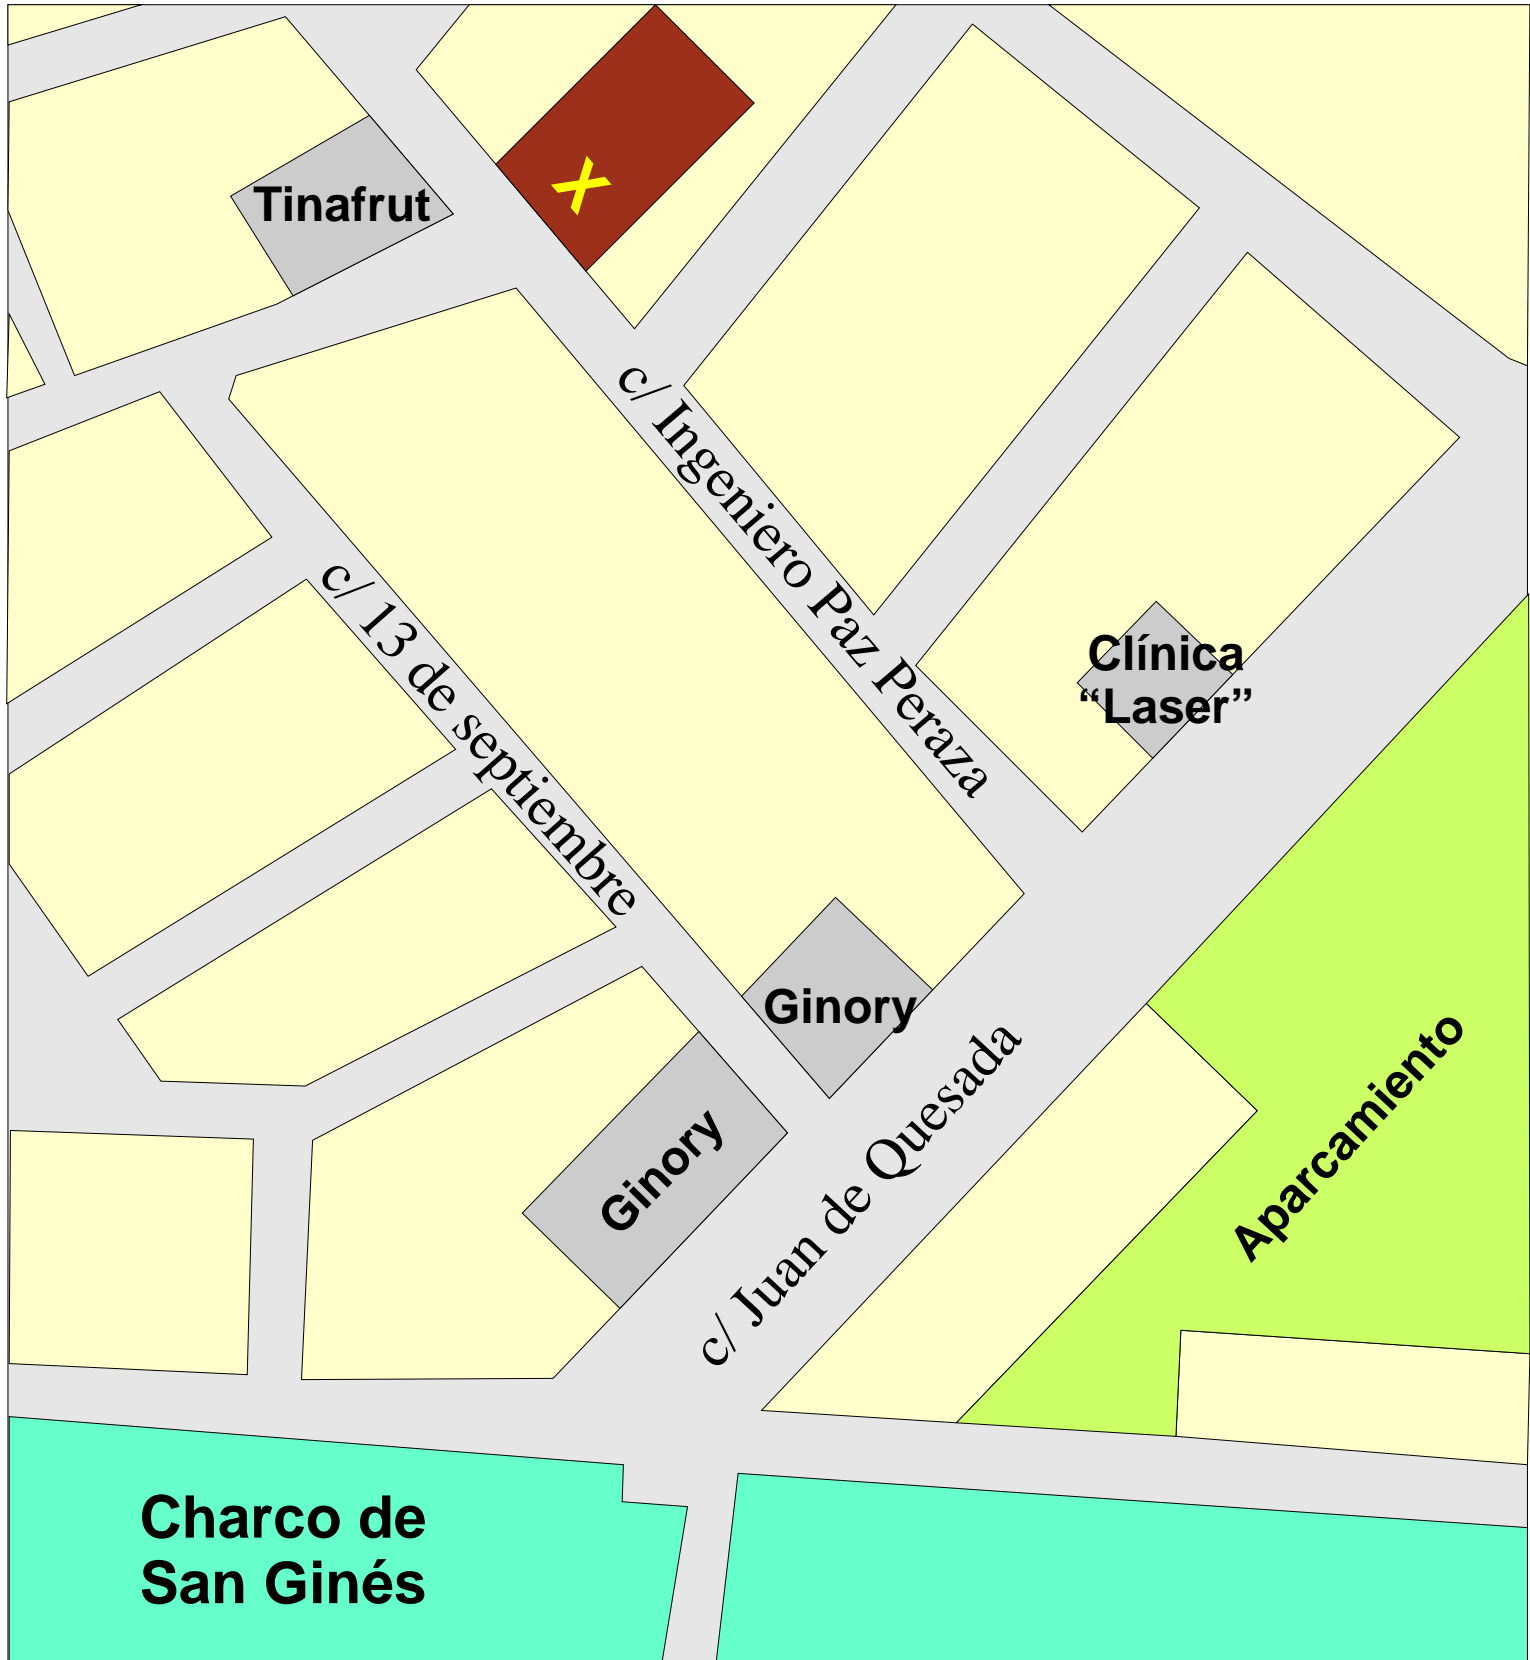 X
Tinafrut
c/ Ingeniero Paz Peraza
Clínica
“Laser”
c/ 13 de septiembre
Ginory
Ginory
c/ Juan de Quesada
Aparcamiento
Charco de
San Ginés